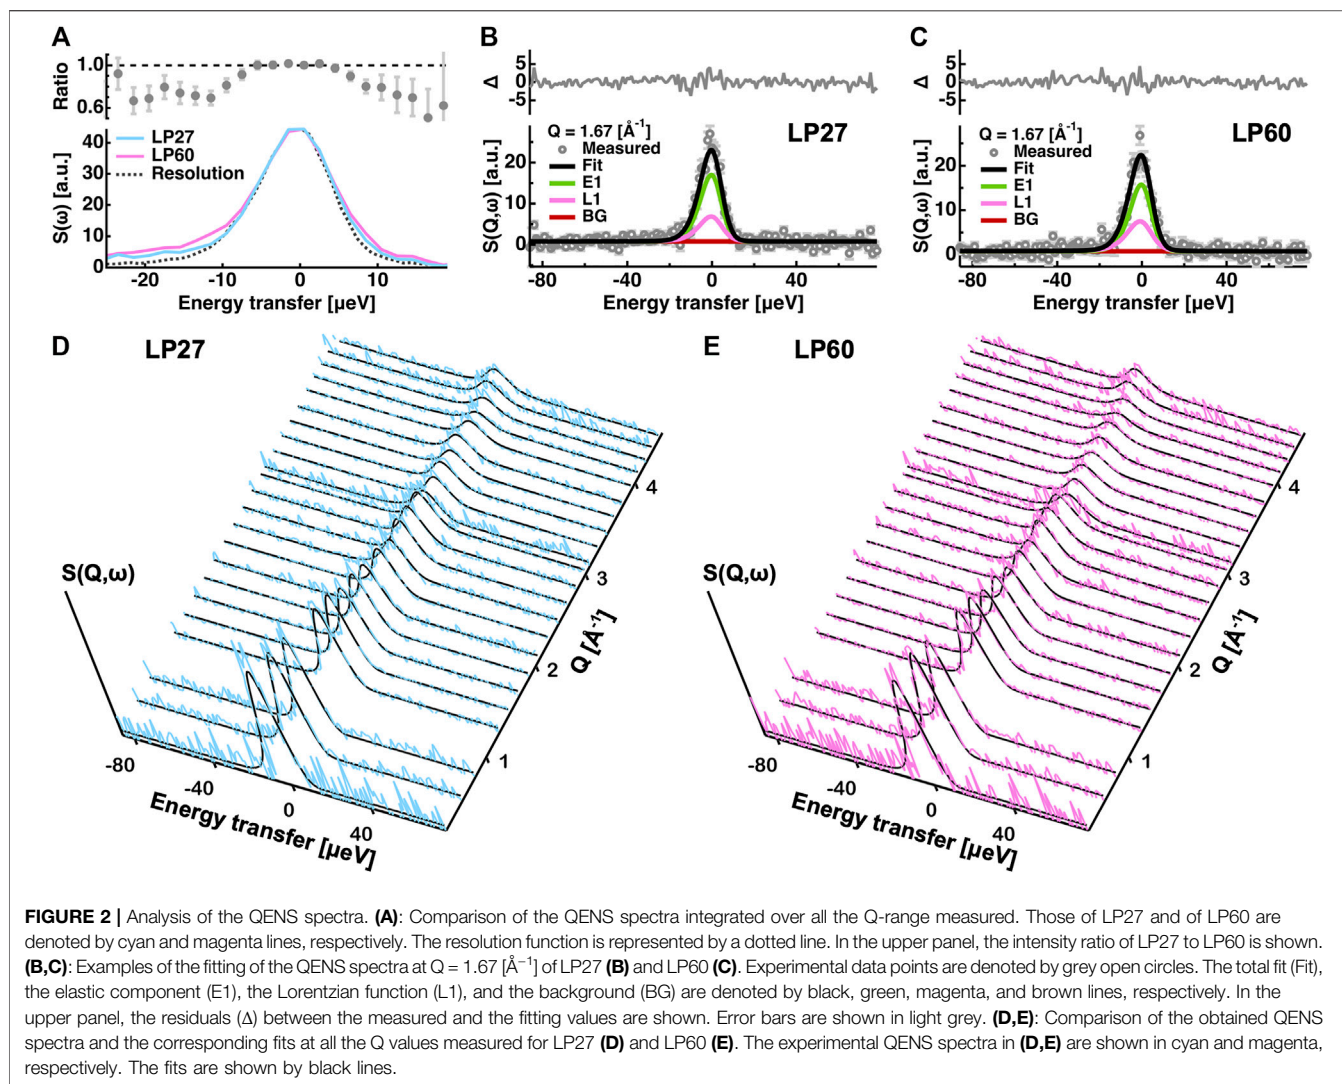 A
B
C
Ratio
1.0
0.6
Δ
5
-5
Δ
5
-5
LP27
LP60
Resolution
S(ω) [a.u.]
40
30
20
10
0
-20
-10
0
10
Energy transfer [µeV]
Q = 1.67 [Å⁻¹]
Measured
Fit
E1
L1
BG
LP27
S(Q,ω) [a.u.]
20
10
0
-80
-40
0
40
Energy transfer [µeV]
Q = 1.67 [Å⁻¹]
Measured
Fit
E1
L1
BG
LP60
S(Q,ω) [a.u.]
20
10
0
-80
-40
0
40
Energy transfer [µeV]
D
LP27
S(Q,ω)
-80
-40
0
40
Energy transfer [µeV]
1
2
3
4
Q [Å⁻¹]
E
LP60
S(Q,ω)
-80
-40
0
40
Energy transfer [µeV]
1
2
3
4
Q [Å⁻¹]
FIGURE 2 | Analysis of the QENS spectra. (A): Comparison of the QENS spectra integrated over all the Q-range measured. Those of LP27 and of LP60 are
denoted by cyan and magenta lines, respectively. The resolution function is represented by a dotted line. In the upper panel, the intensity ratio of LP27 to LP60 is shown.
(B,C): Examples of the fitting of the QENS spectra at Q = 1.67 [Å⁻¹] of LP27 (B) and LP60 (C). Experimental data points are denoted by grey open circles. The total fit (Fit),
the elastic component (E1), the Lorentzian function (L1), and the background (BG) are denoted by black, green, magenta, and brown lines, respectively. In the
upper panel, the residuals (Δ) between the measured and the fitting values are shown. Error bars are shown in light grey. (D,E): Comparison of the obtained QENS
spectra and the corresponding fits at all the Q values measured for LP27 (D) and LP60 (E). The experimental QENS spectra in (D,E) are shown in cyan and magenta,
respectively. The fits are shown by black lines.